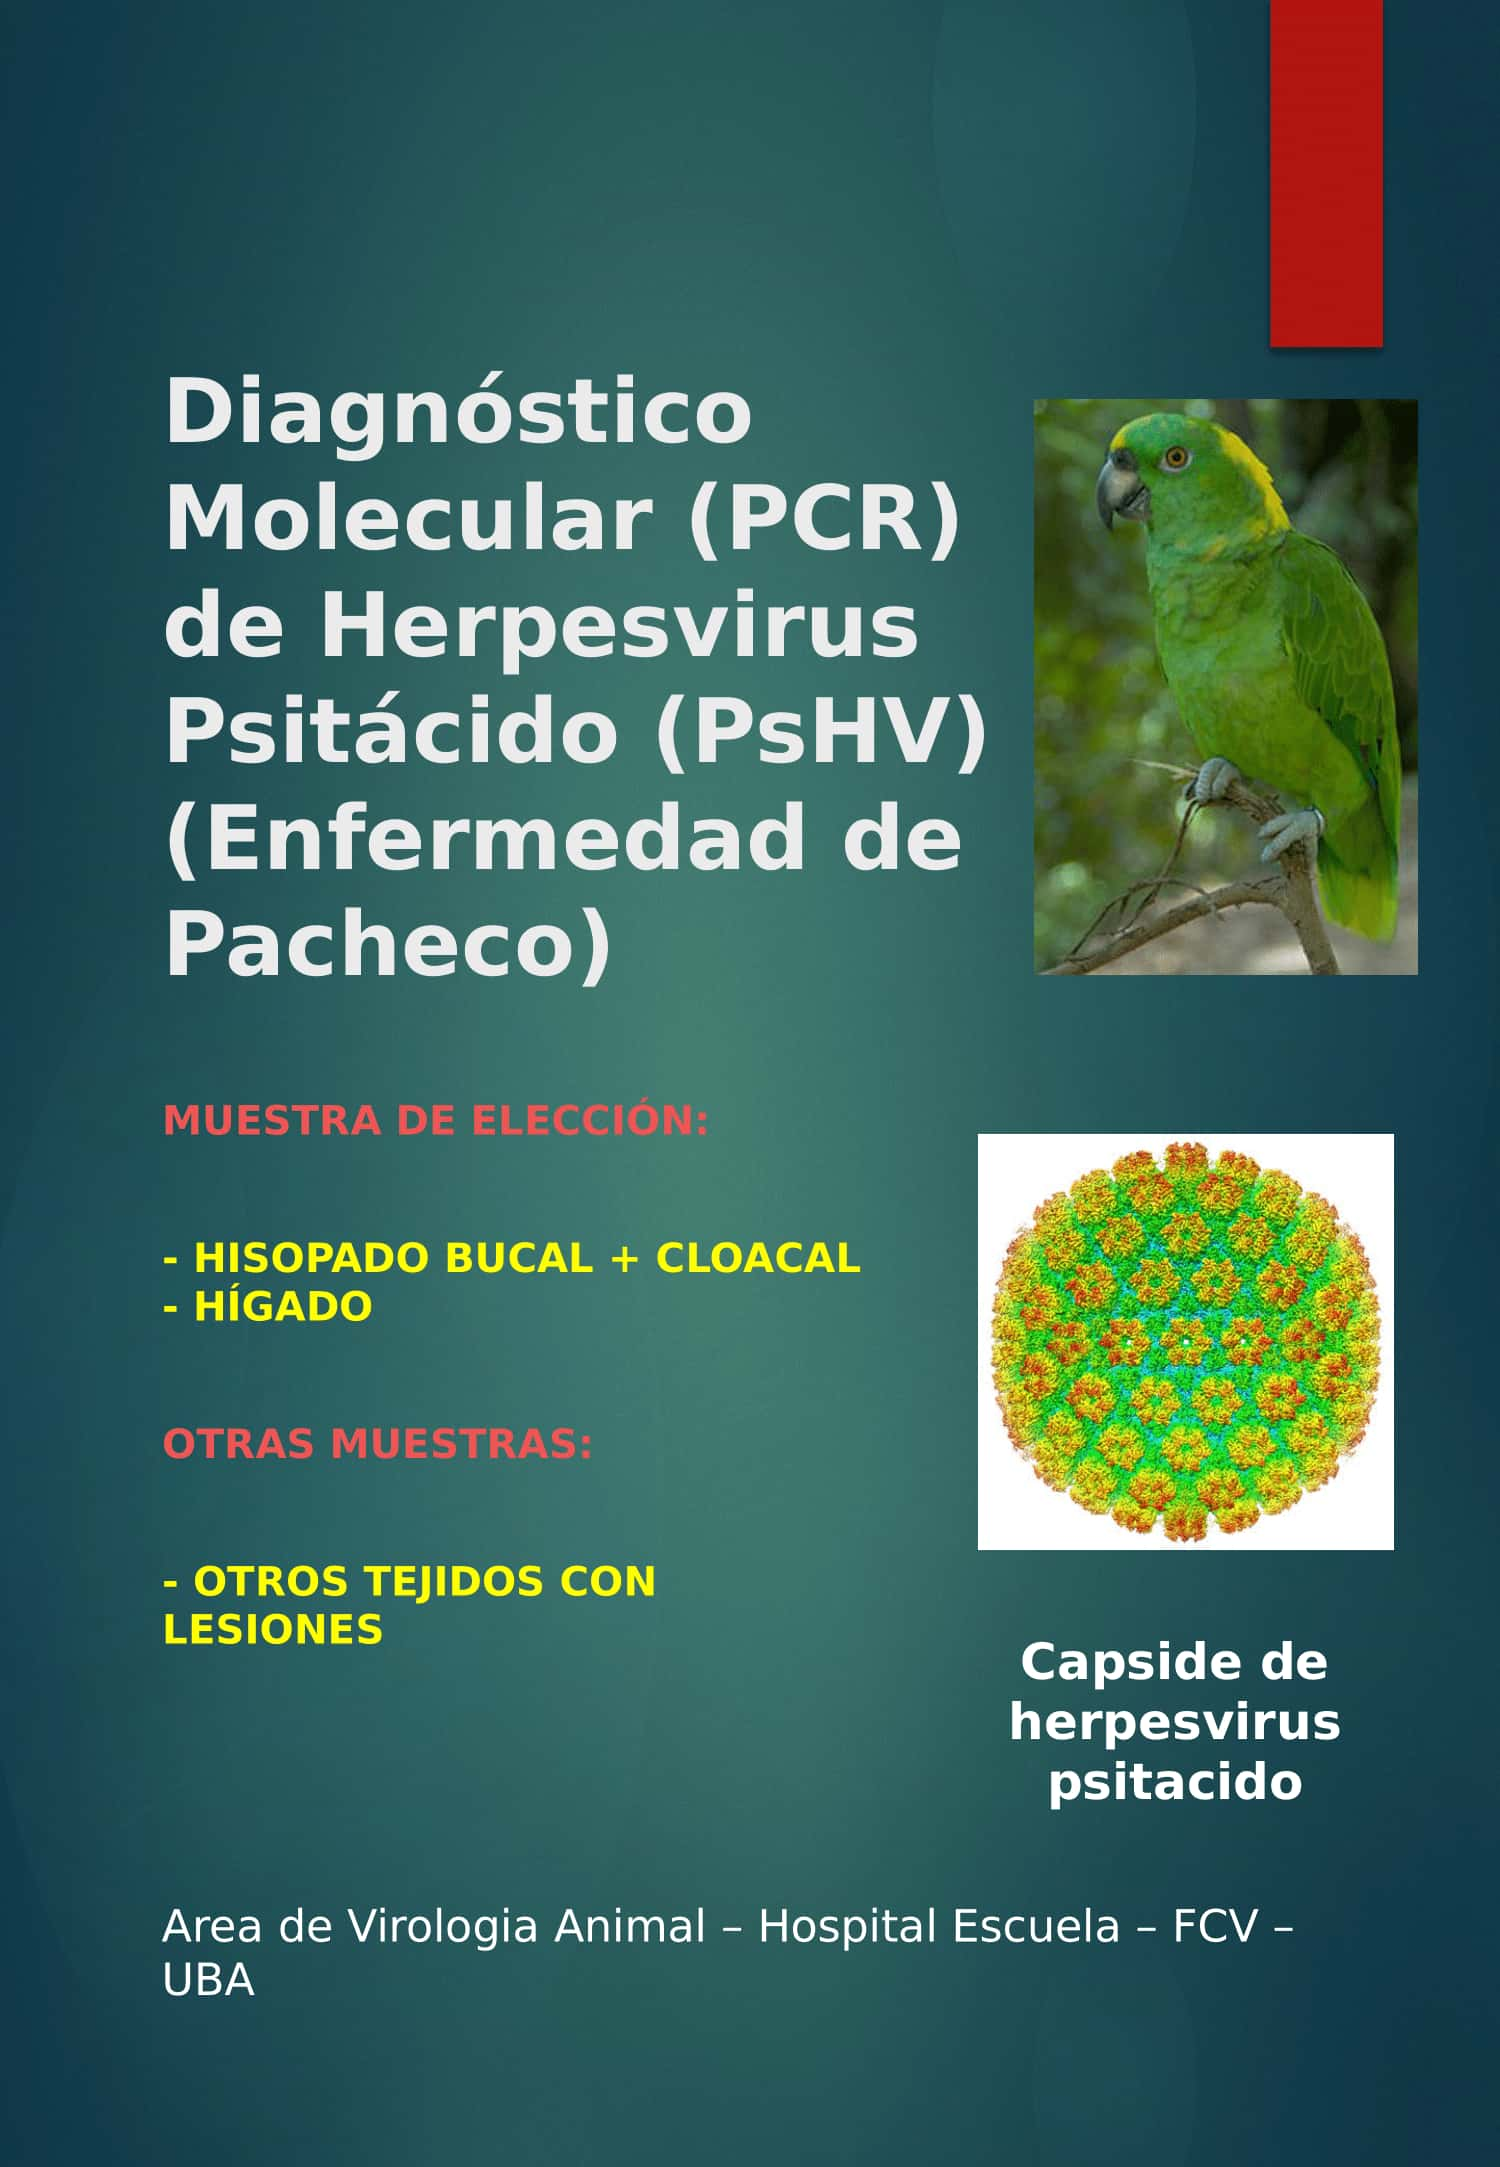 Diagnóstico
Molecular (PCR)
de Herpesvirus
Psitácido (PsHV)
(Enfermedad de
Pacheco)
MUESTRA DE ELECCIÓN:
- HISOPADO BUCAL + CLOACAL
- HÍGADO
OTRAS MUESTRAS:
- OTROS TEJIDOS CON
LESIONES
Capside de
herpesvirus
psitacido
Area de Virologia Animal – Hospital Escuela – FCV –
UBA